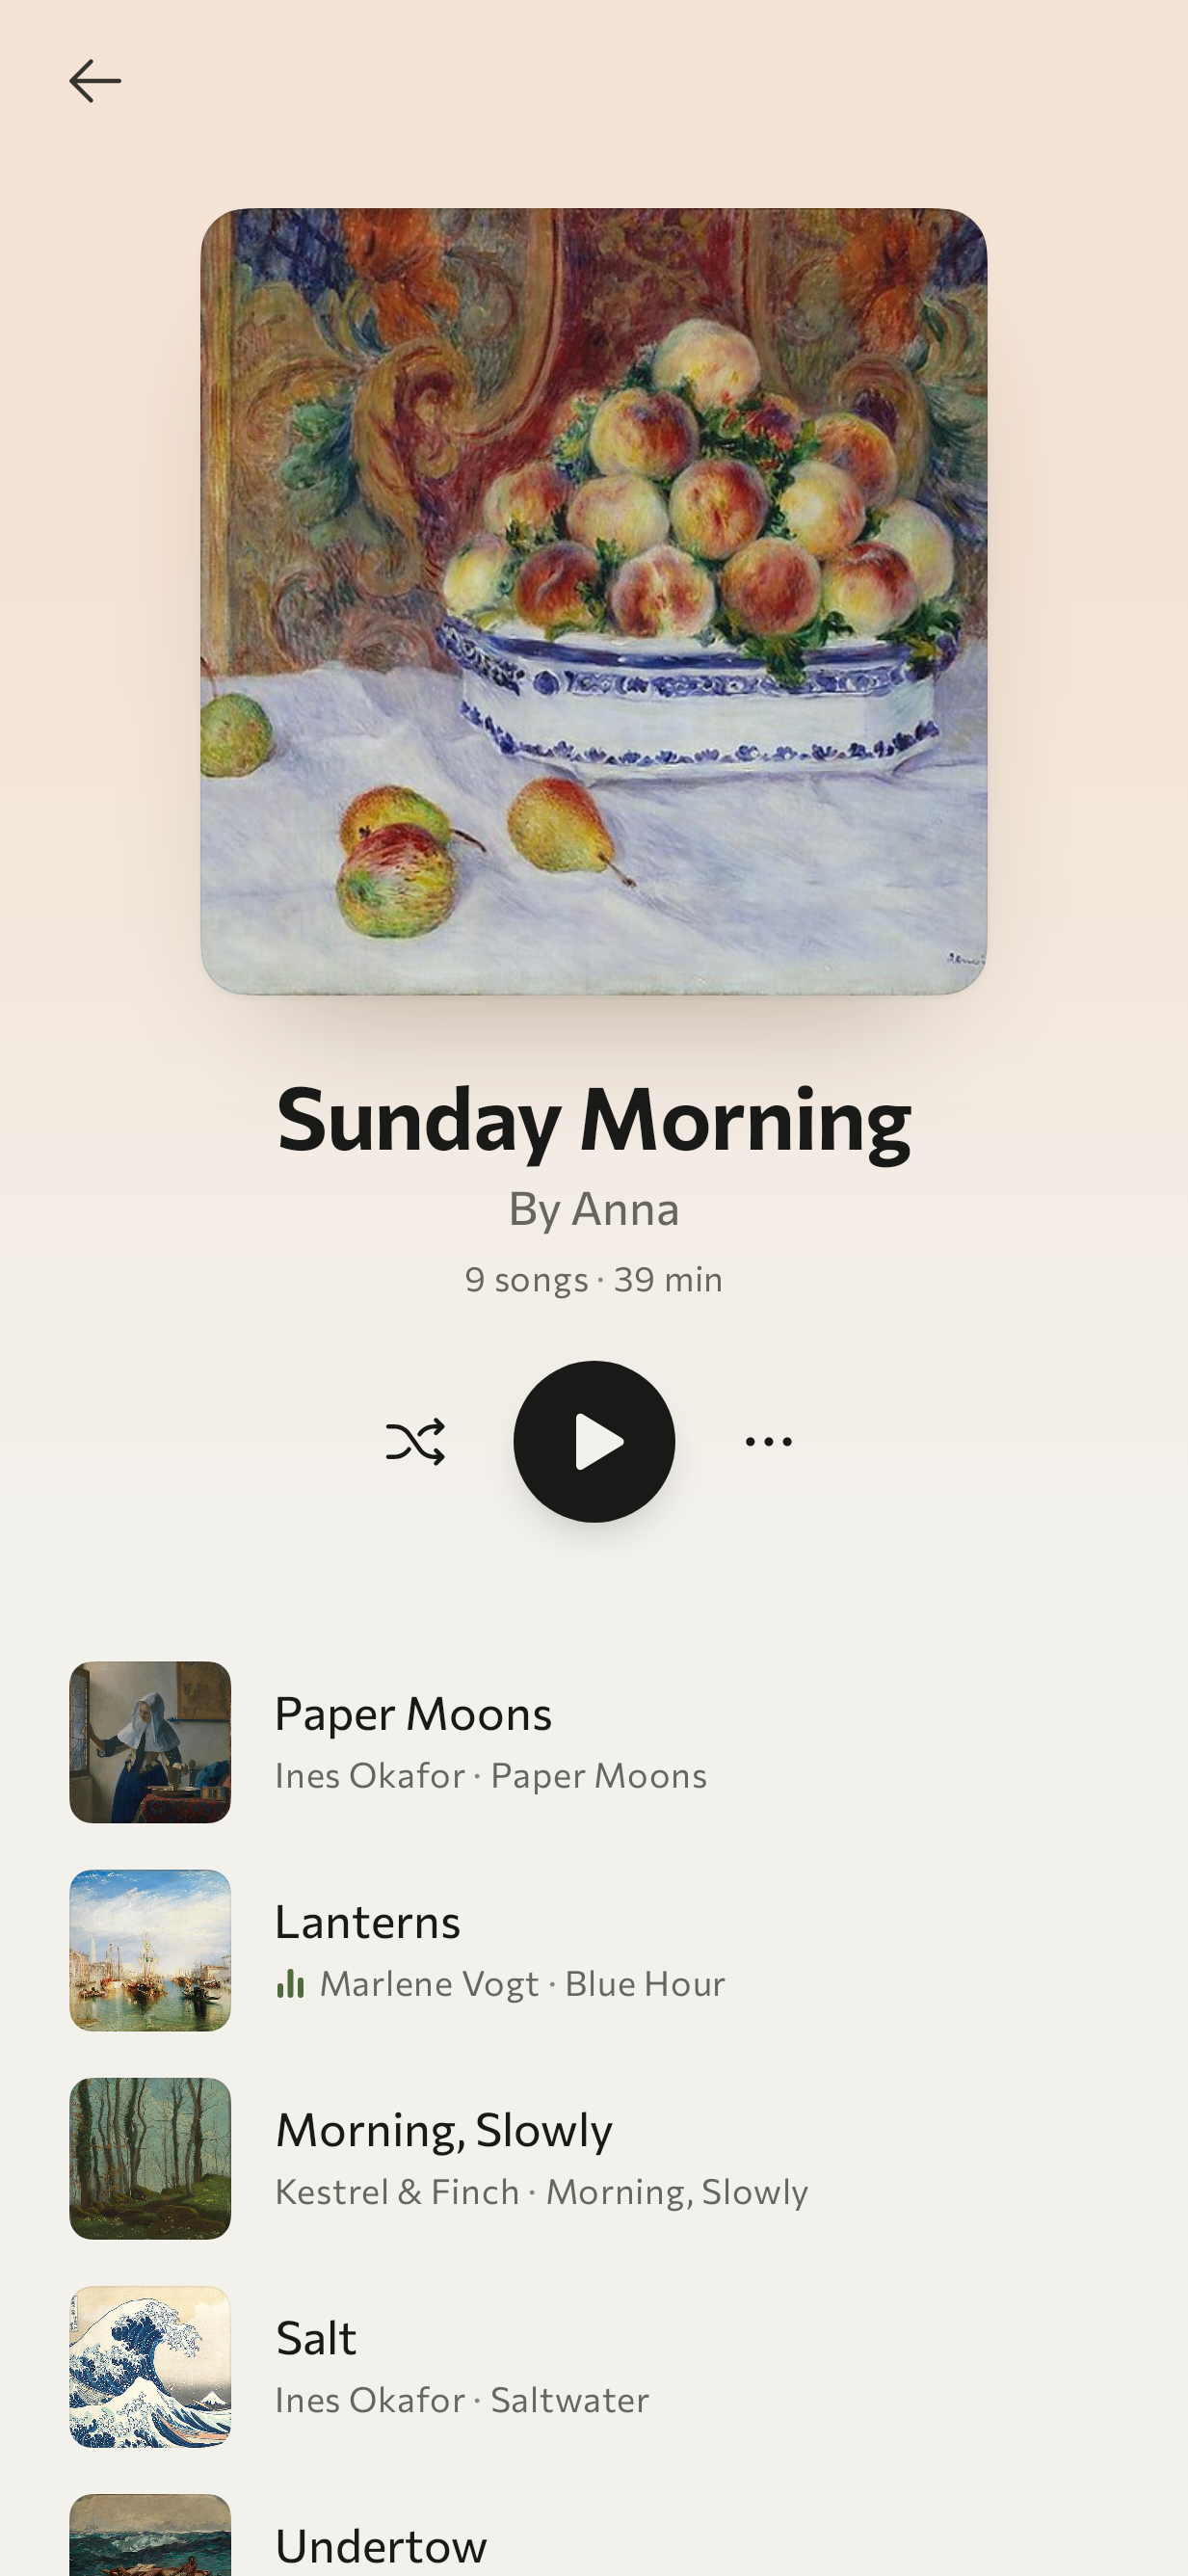 Sunday Morning
By Anna
9 songs · 39 min
Paper Moons
Ines Okafor · Paper Moons
Lanterns
Marlene Vogt · Blue Hour
Morning, Slowly
Kestrel & Finch · Morning, Slowly
Salt
Ines Okafor · Saltwater
Undertow